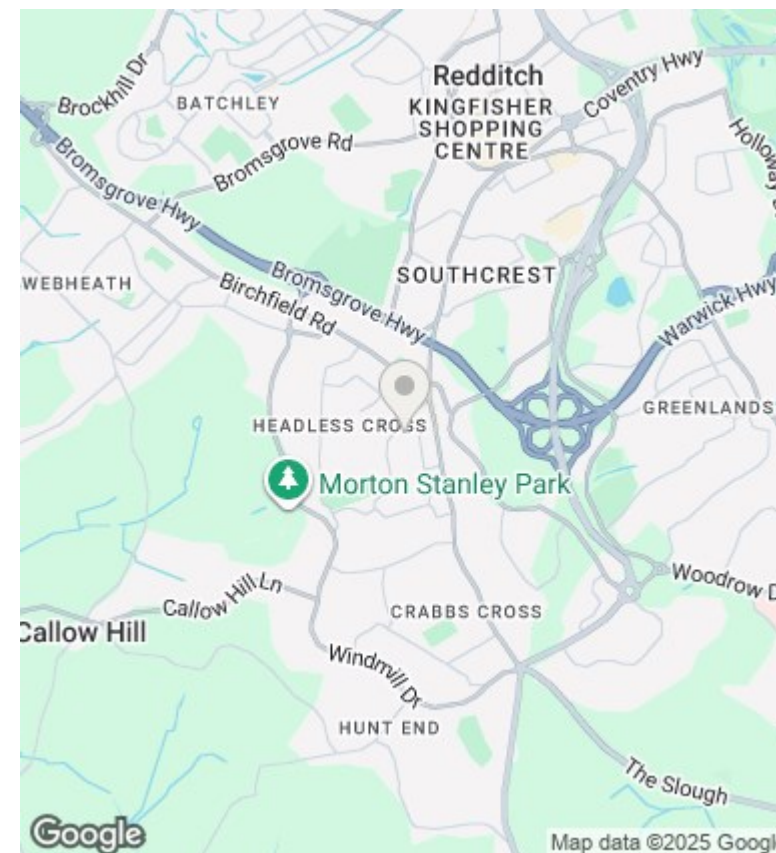 Redditch
KINGFISHER
SHOPPING
CENTRE
Coventry Hwy
Brockhill Dr
BATCHLEY
Bromsgrove Rd
Bromsgrove Hwy
WEBHEATH
Birchfield Rd
Bromsgrove Hwy
SOUTHCREST
Warwick Hwy
GREENLANDS
HEADLESS CROSS
Morton Stanley Park
Callow Hill Ln
Callow Hill
CRABBS CROSS
Woodrow D
Windmill Dr
HUNT END
The Slough
Google
Map data ©2025 Google